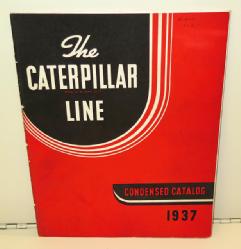 The
CATERPILLAR
LINE
CONDENSED CATALOG
1937